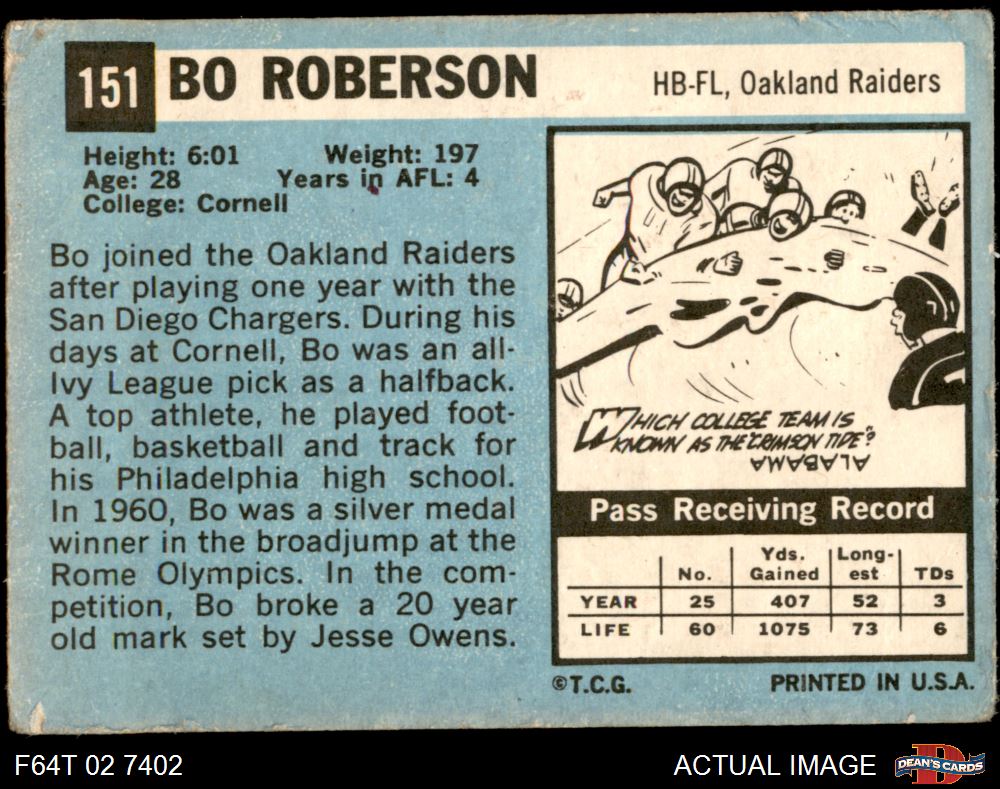 151 BO ROBERSON HB-FL, Oakland Raiders
Height: 6:01 Weight: 197
Age: 28 Years in AFL: 4
College: Cornell
Bo joined the Oakland Raiders
after playing one year with the
San Diego Chargers. During his
days at Cornell, Bo was an all-
Ivy League pick as a halfback.
A top athlete, he played foot-
ball, basketball and track for
his Philadelphia high school.
In 1960, Bo was a silver medal
winner in the broadjump at the
Rome Olympics. In the com-
petition, Bo broke a 20 year
old mark set by Jesse Owens.
WHICH COLLEGE TEAM IS
KNOWN AS THE "CRIMSON TIDE"?
ALABAMA
Pass Receiving Record
No. Yds. Gained Long-est TDs
YEAR 25 407 52 3
LIFE 60 1075 73 6
©T.C.G. PRINTED IN U.S.A.
F64T 02 7402 ACTUAL IMAGE D DEAN'S CARDS